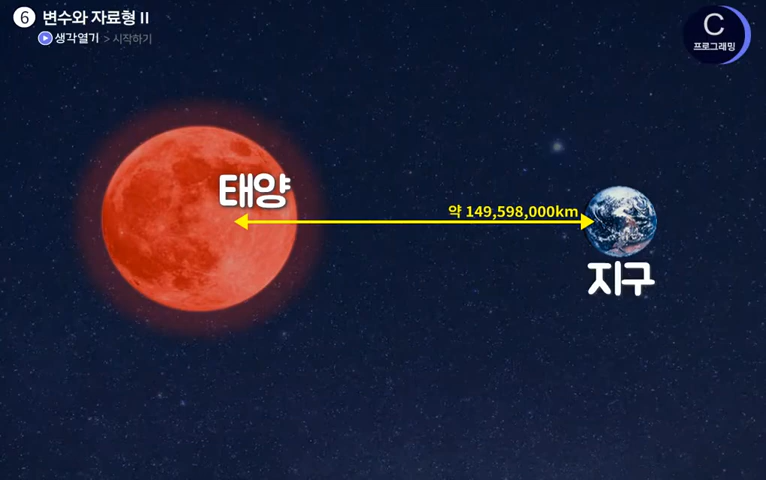 6 변수와 자료형 II
생각열기 > 시작하기
C
프로그래밍
태양
약 149,598,000km
지구